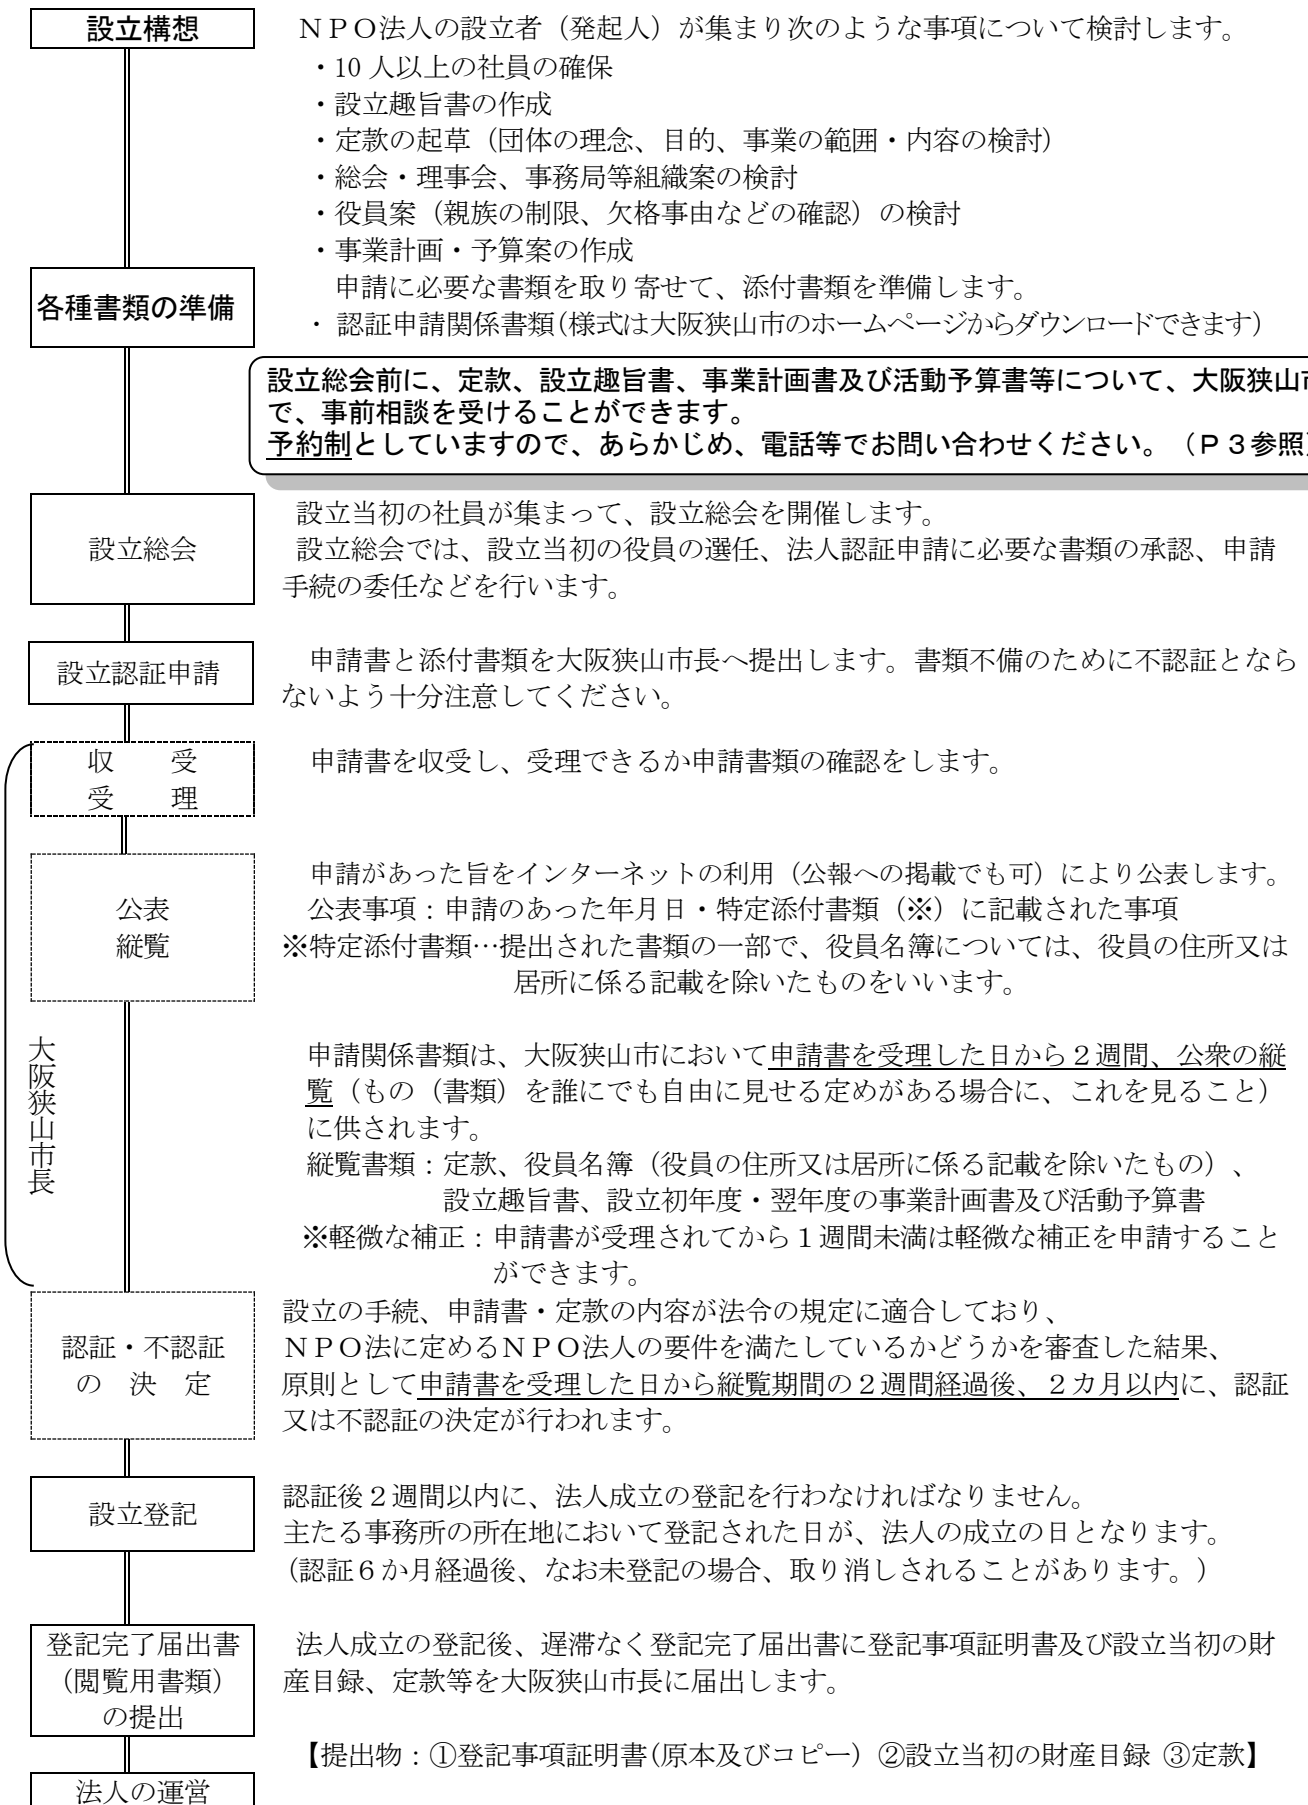 設立構想
ＮＰＯ法人の設立者（発起人）が集まり次のような事項について検討します。
・10 人以上の社員の確保
・設立趣旨書の作成
・定款の起草（団体の理念、目的、事業の範囲・内容の検討）
・総会・理事会、事務局等組織案の検討
・役員案（親族の制限、欠格事由などの確認）の検討
・事業計画・予算案の作成
各種書類の準備
申請に必要な書類を取り寄せて、添付書類を準備します。
・ 認証申請関係書類(様式は大阪狭山市のホームページからダウンロードできます)
設立総会前に、定款、設立趣旨書、事業計画書及び活動予算書等について、大阪狭山市
で、事前相談を受けることができます。
予約制としていますので、あらかじめ、電話等でお問い合わせください。（Ｐ３参照）
設立総会
設立当初の社員が集まって、設立総会を開催します。
設立総会では、設立当初の役員の選任、法人認証申請に必要な書類の承認、申請
手続の委任などを行います。
設立認証申請
申請書と添付書類を大阪狭山市長へ提出します。書類不備のために不認証となら
ないよう十分注意してください。
収　　受
受　　理
申請書を収受し、受理できるか申請書類の確認をします。
公表
縦覧
申請があった旨をインターネットの利用（公報への掲載でも可）により公表します。
公表事項：申請のあった年月日・特定添付書類（※）に記載された事項
※特定添付書類…提出された書類の一部で、役員名簿については、役員の住所又は
居所に係る記載を除いたものをいいます。
大阪狭山市長
申請関係書類は、大阪狭山市において申請書を受理した日から２週間、公衆の縦
覧（もの（書類）を誰にでも自由に見せる定めがある場合に、これを見ること）
に供されます。
縦覧書類：定款、役員名簿（役員の住所又は居所に係る記載を除いたもの）、
設立趣旨書、設立初年度・翌年度の事業計画書及び活動予算書
※軽微な補正：申請書が受理されてから１週間未満は軽微な補正を申請すること
ができます。
認証・不認証
の　決　定
設立の手続、申請書・定款の内容が法令の規定に適合しており、
ＮＰＯ法に定めるＮＰＯ法人の要件を満たしているかどうかを審査した結果、
原則として申請書を受理した日から縦覧期間の２週間経過後、２カ月以内に、認証
又は不認証の決定が行われます。
設立登記
認証後２週間以内に、法人成立の登記を行わなければなりません。
主たる事務所の所在地において登記された日が、法人の成立の日となります。
（認証６か月経過後、なお未登記の場合、取り消しされることがあります。）
登記完了届出書
（閲覧用書類）
の提出
法人成立の登記後、遅滞なく登記完了届出書に登記事項証明書及び設立当初の財
産目録、定款等を大阪狭山市長に届出します。
【提出物：①登記事項証明書(原本及びコピー) ②設立当初の財産目録 ③定款】
法人の運営